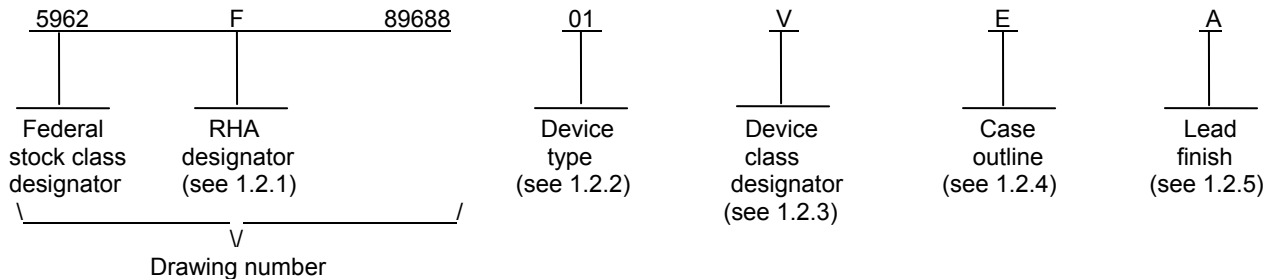 5962 F 89688 01 V E A
Federal stock class designator
RHA designator (see 1.2.1)
Device type (see 1.2.2)
Device class designator (see 1.2.3)
Case outline (see 1.2.4)
Lead finish (see 1.2.5)
Drawing number